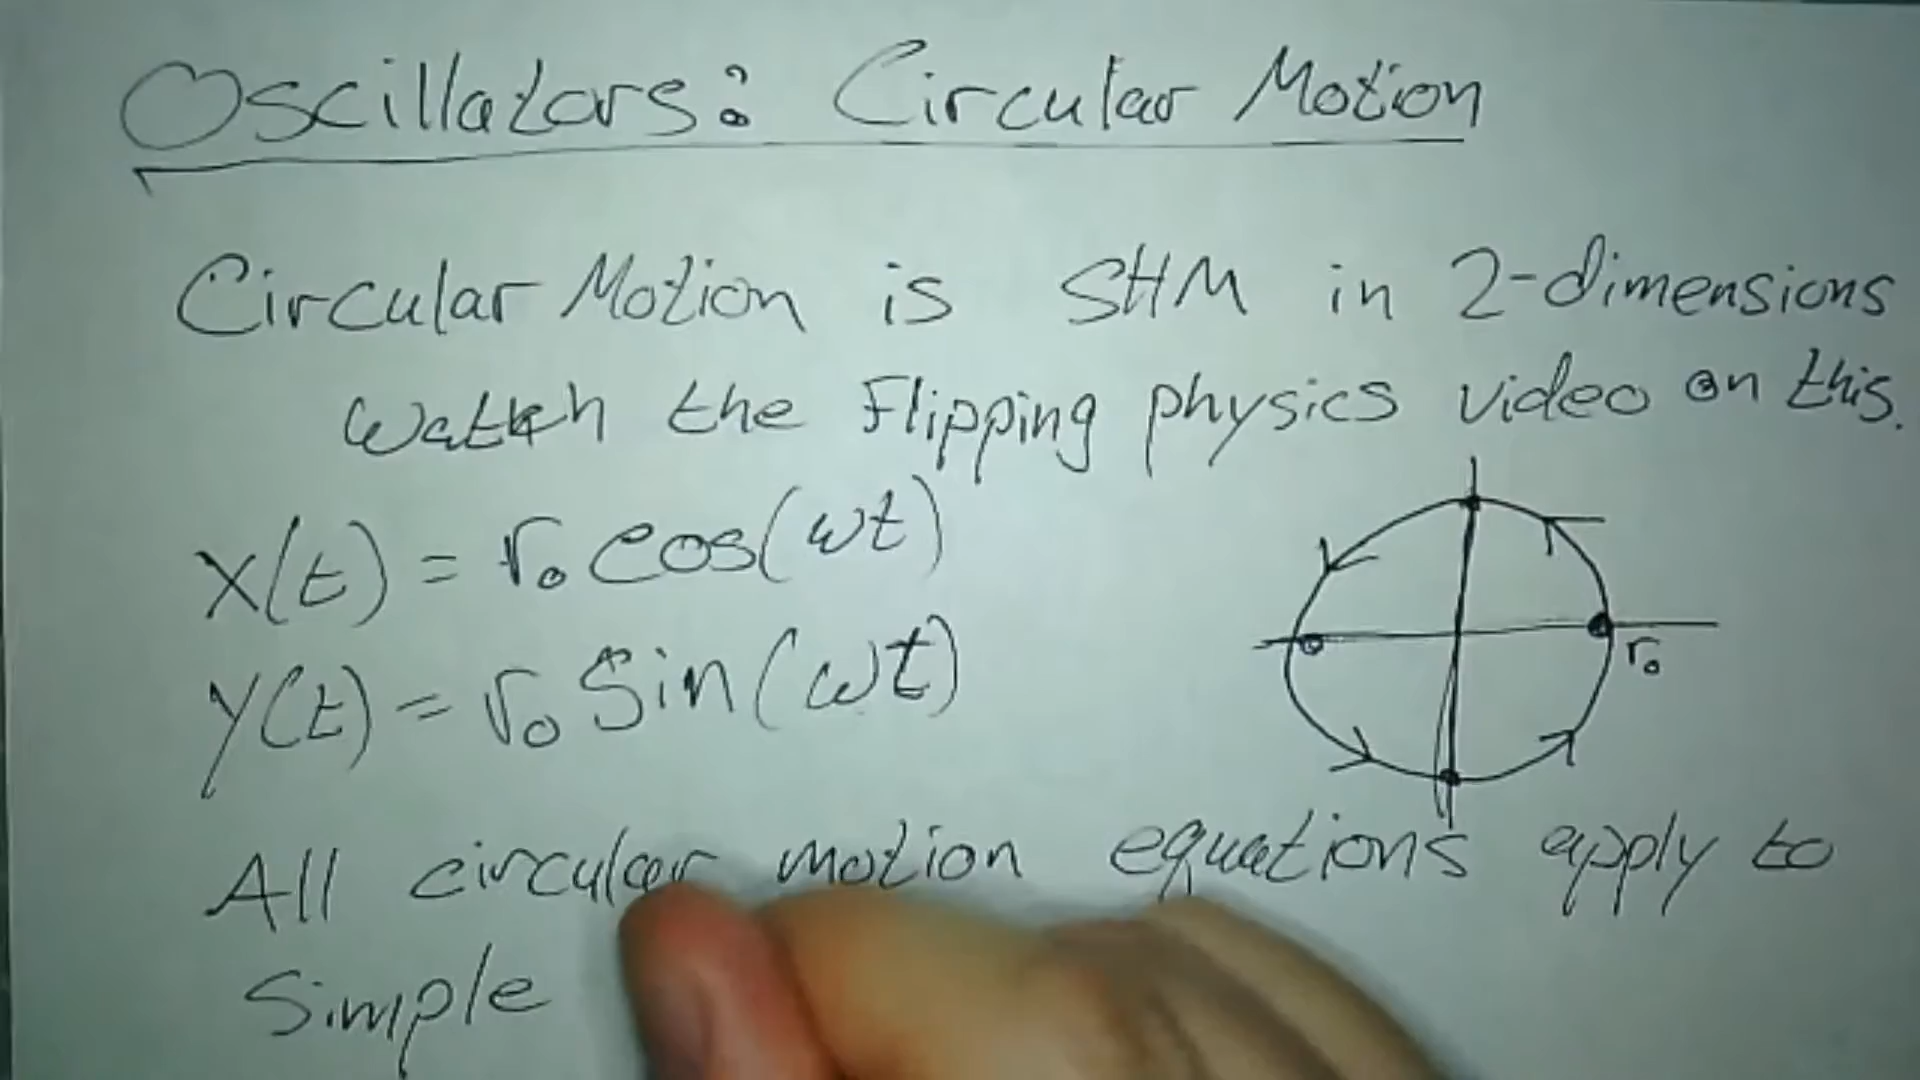 Oscillators: Circular Motion
Circular Motion is SHM in 2-dimensions
Watch the Flipping physics video on this.
x(t) = r₀ cos(ωt)
y(t) = r₀ sin(ωt)
r₀
All circular motion equations apply to
Simple